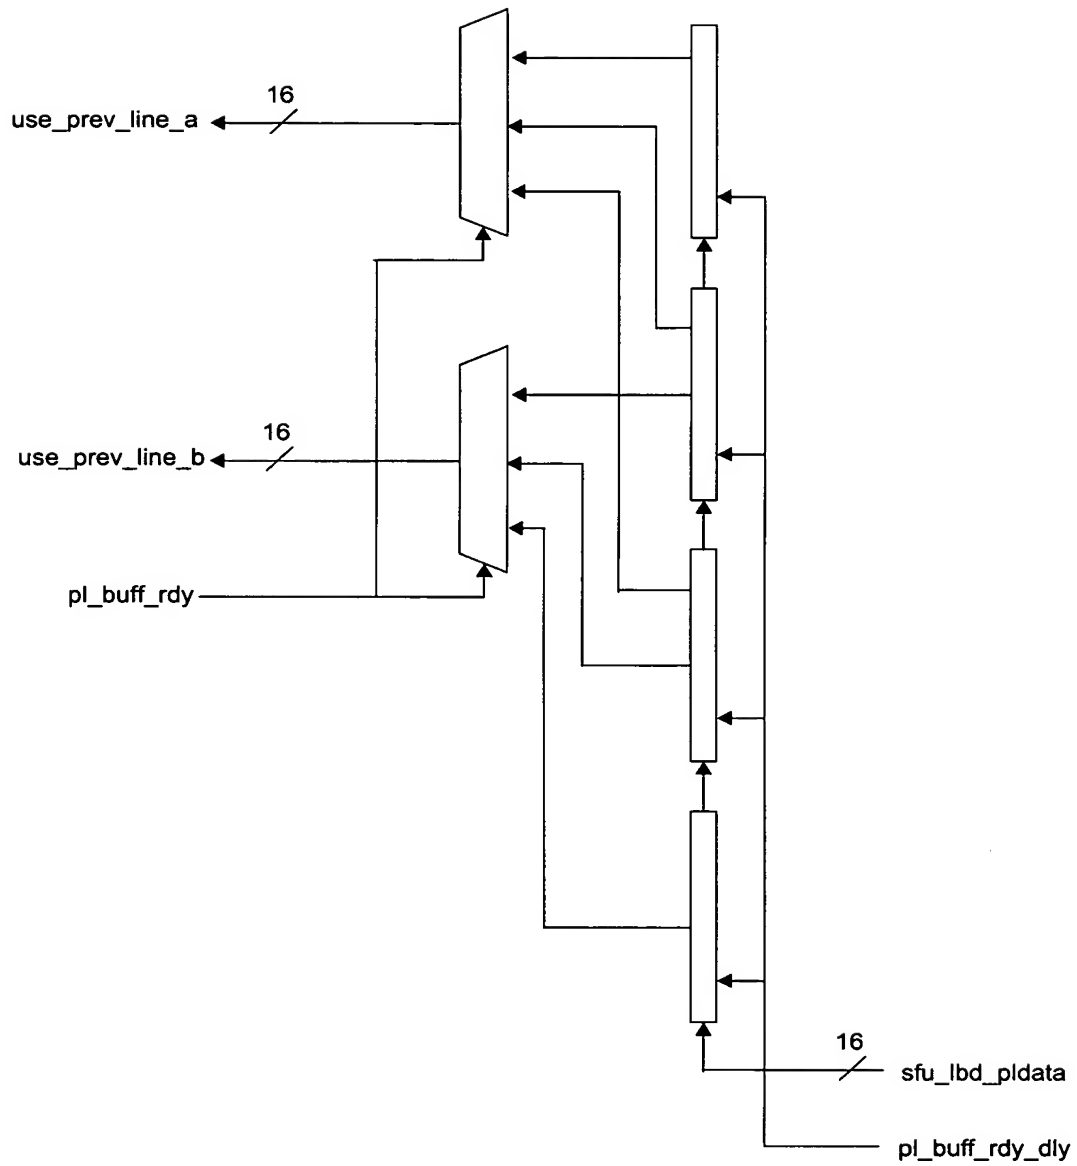 16
use_prev_line_a
16
use_prev_line_b
pl_buff_rdy
16
sfu_lbd_pldata
pl_buff_rdy_dly